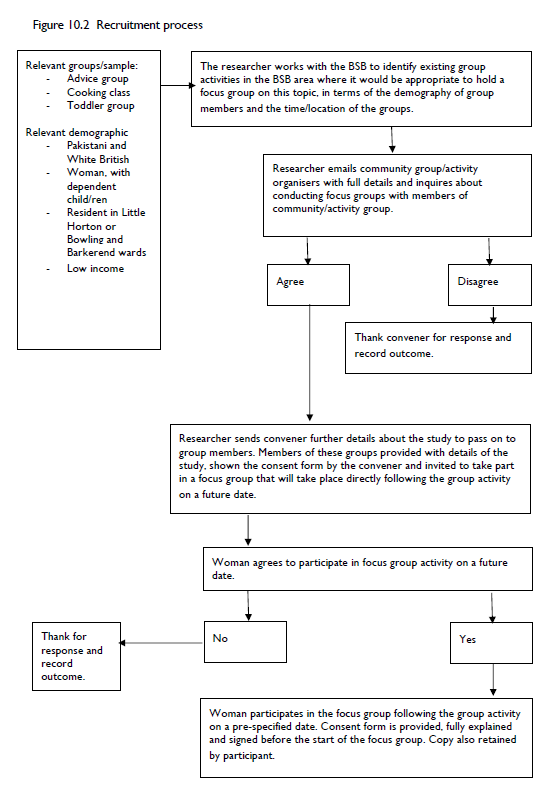 Figure 10.2 Recruitment process
Relevant groups/sample:
- Advice group
- Cooking class
- Toddler group
Relevant demographic
- Pakistani and
White British
- Woman, with
dependent
child/ren
- Resident in Little
Horton or
Bowling and
Barkerend wards
- Low income
The researcher works with the BSB to identify existing group
activities in the BSB area where it would be appropriate to hold a
focus group on this topic, in terms of the demography of group
members and the time/location of the groups.
Researcher emails community group/activity
organisers with full details and inquires about
conducting focus groups with members of
community/activity group.
Agree
Disagree
Thank convener for response and
record outcome.
Researcher sends convener further details about the study to pass on to
group members. Members of these groups provided with details of the
study, shown the consent form by the convener and invited to take part
in a focus group that will take place directly following the group activity
on a future date.
Woman agrees to participate in focus group activity on a future
date.
Thank for
response and
record
outcome.
No
Yes
Woman participates in the focus group following the group activity
on a pre-specified date. Consent form is provided, fully explained
and signed before the start of the focus group. Copy also retained
by participant.